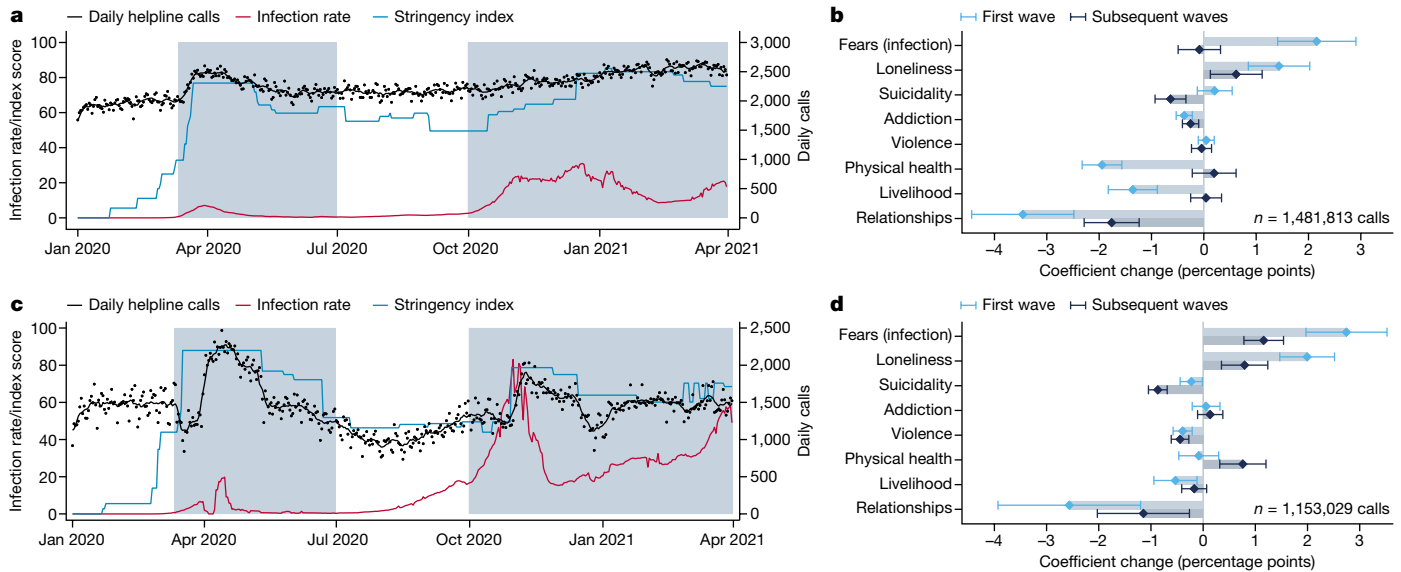 a
Daily helpline calls
Infection rate
Stringency index
Infection rate/index score
100
80
60
40
20
0
3,000
2,500
2,000
1,500
1,000
500
0
Daily calls
Jan 2020
Apr 2020
Jul 2020
Oct 2020
Jan 2021
Apr 2021
b
First wave
Subsequent waves
Fears (infection)
Loneliness
Suicidality
Addiction
Violence
Physical health
Livelihood
Relationships
n = 1,481,813 calls
–4
–3
–2
–1
0
1
2
3
Coefficient change (percentage points)
c
Daily helpline calls
Infection rate
Stringency index
Infection rate/index score
100
80
60
40
20
0
2,500
2,000
1,500
1,000
500
0
Daily calls
Jan 2020
Apr 2020
Jul 2020
Oct 2020
Jan 2021
Apr 2021
d
First wave
Subsequent waves
Fears (infection)
Loneliness
Suicidality
Addiction
Violence
Physical health
Livelihood
Relationships
n = 1,153,029 calls
–4
–3
–2
–1
0
1
2
3
Coefficient change (percentage points)